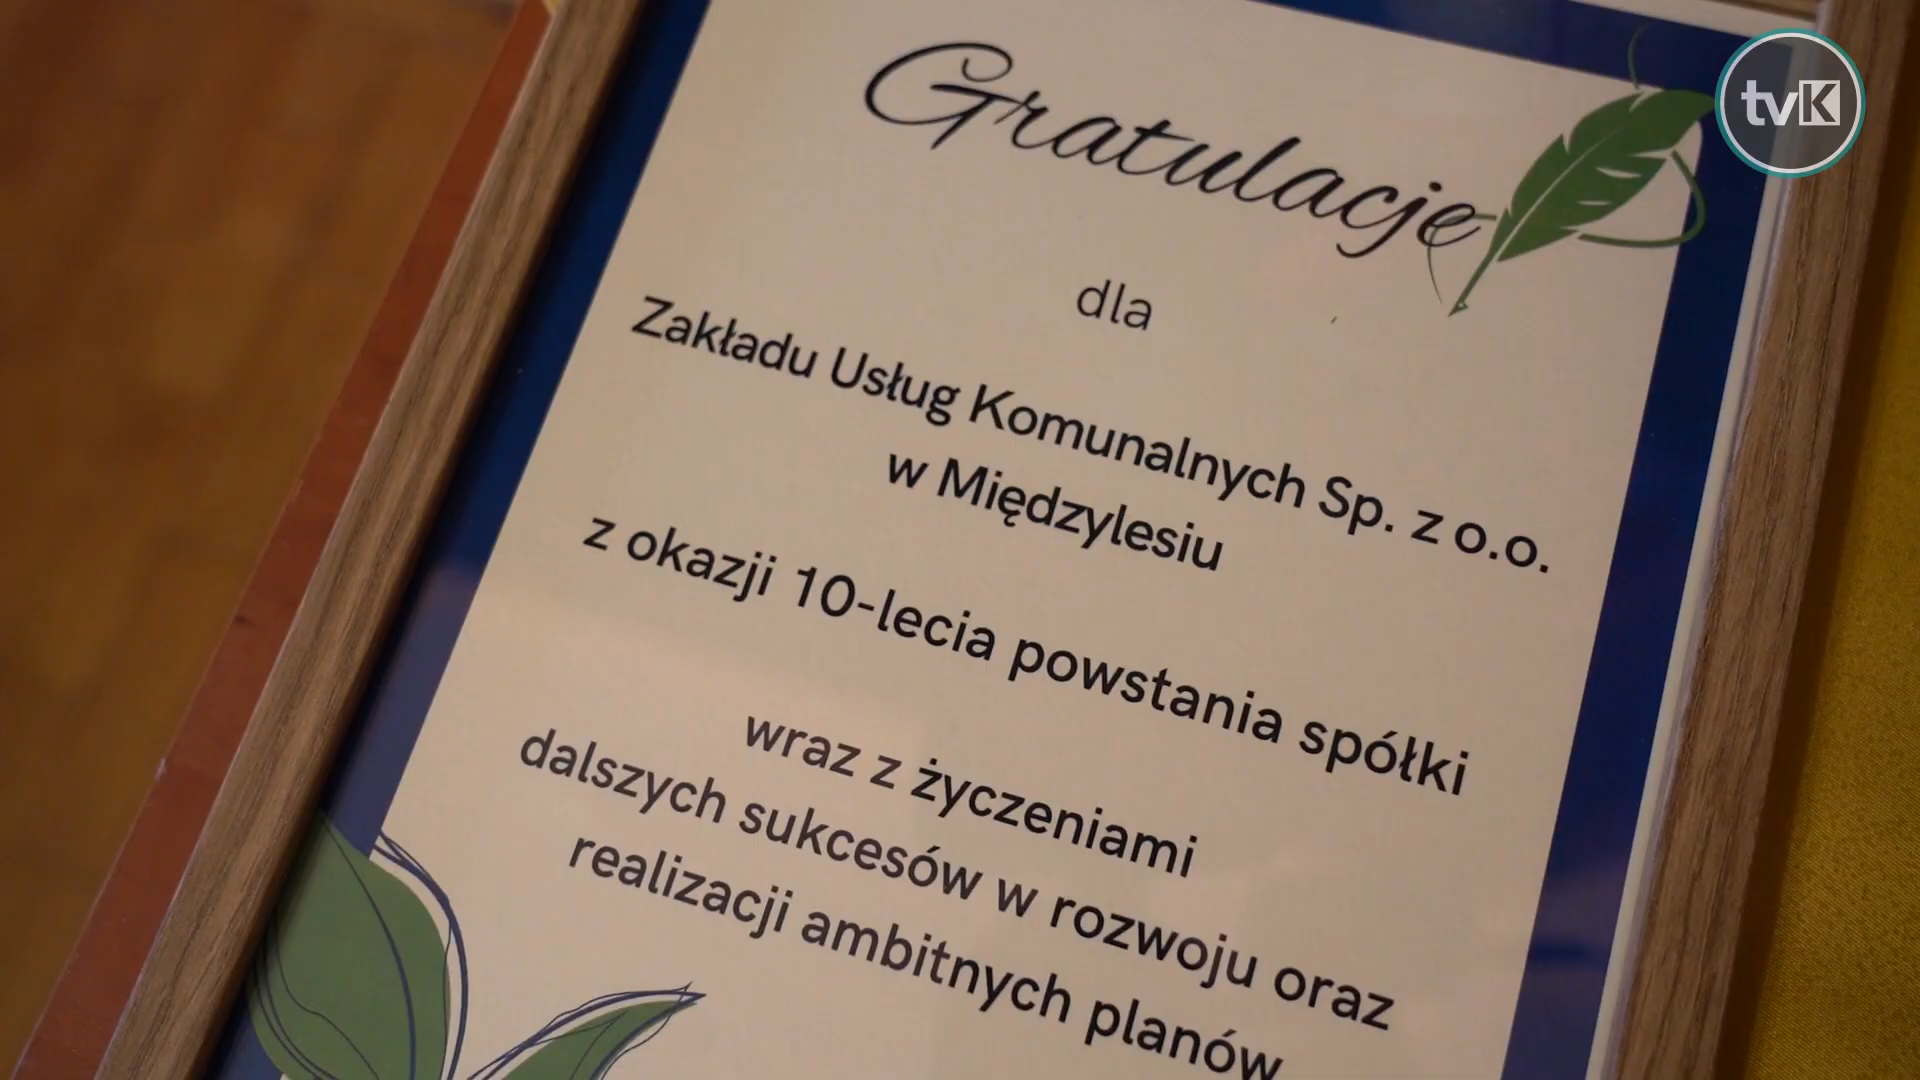 tvK
Gratulacje
dla
Zakładu Usług Komunalnych Sp. z o.o.
w Międzylesiu
z okazji 10-lecia powstania spółki
wraz z życzeniami
dalszych sukcesów w rozwoju oraz
realizacji ambitnych planów